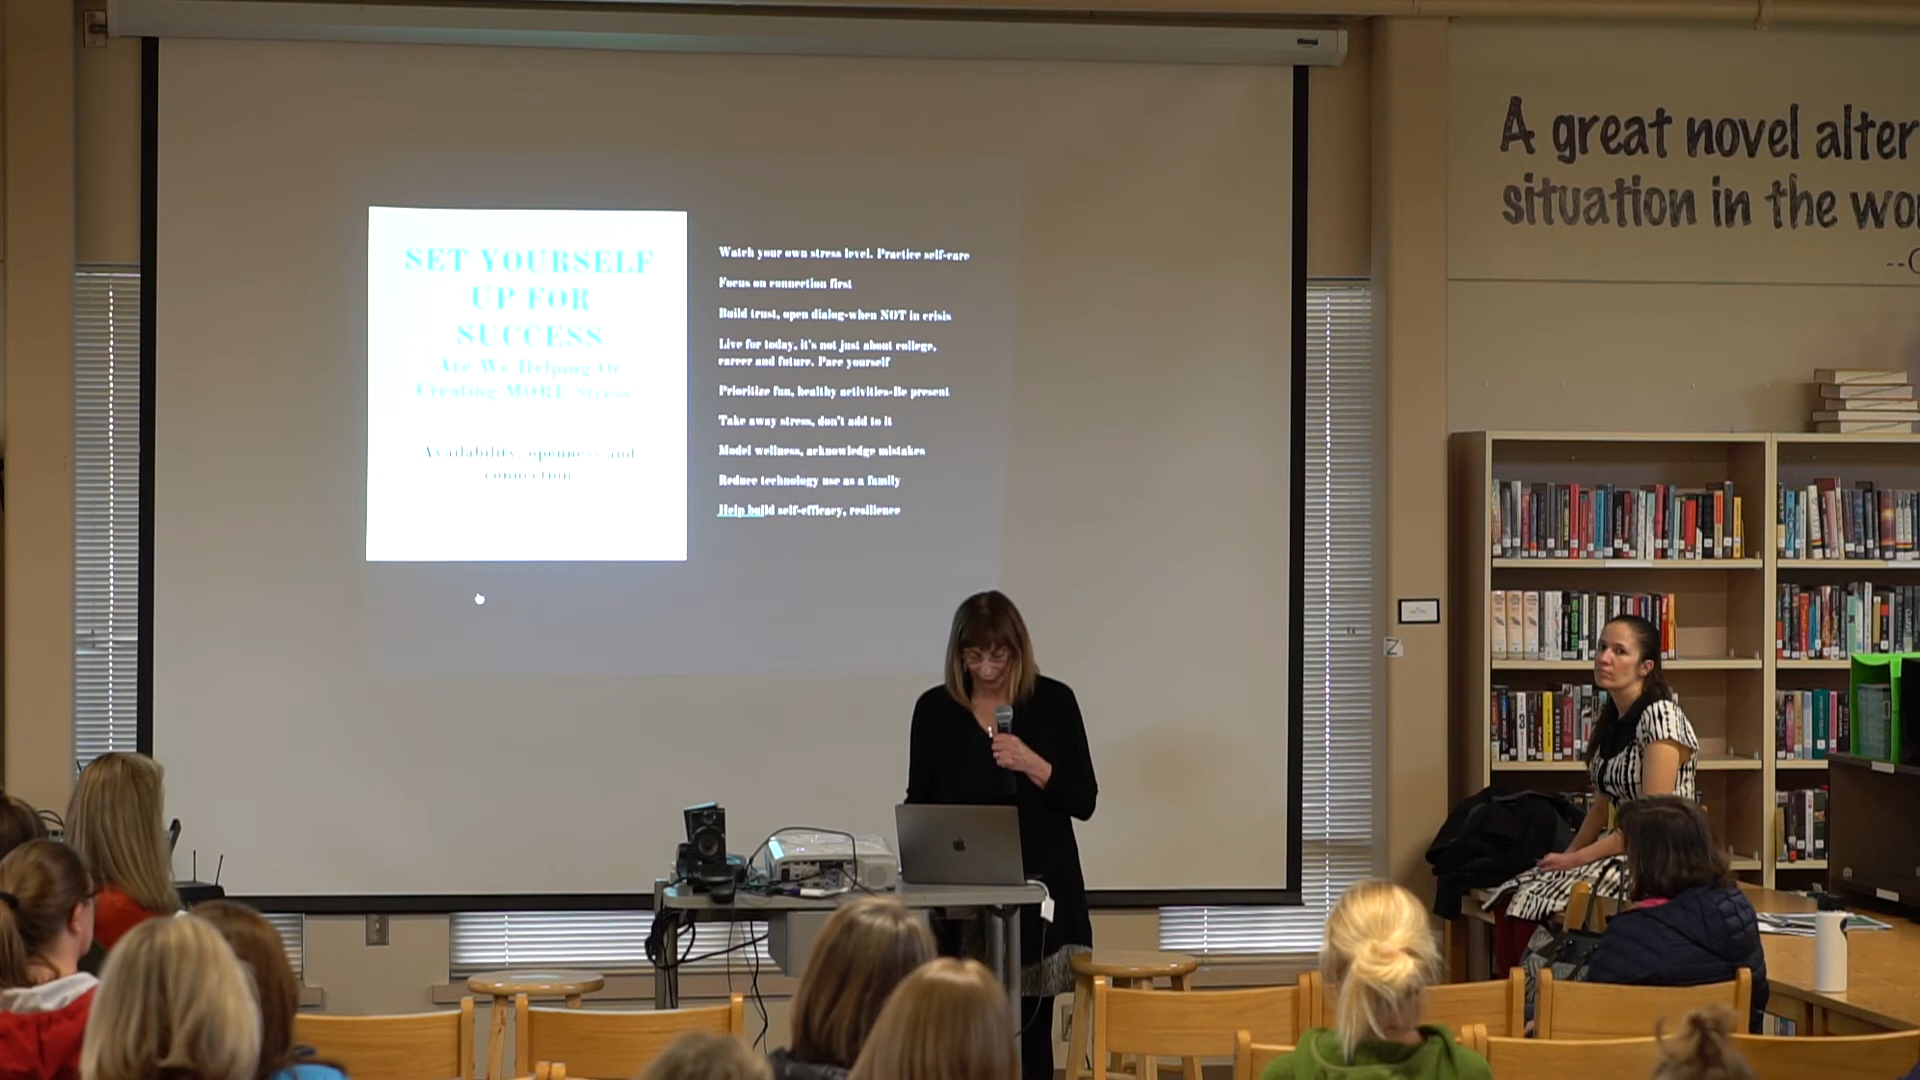 SET YOURSELF
UP FOR
SUCCESS
Are We Helping Or
Creating MORE Stress?
Availability, openness and
connection
Watch your own stress level. Practice self-care
Focus on connection first
Build trust, open dialog-when NOT in crisis
Live for today, it's not just about college,
career and future. Pace yourself
Prioritize fun, healthy activities-Be present
Take away stress, don't add to it
Model wellness, acknowledge mistakes
Reduce technology use as a family
Help build self-efficacy, resilience
A great novel alter
situation in the wo
Z